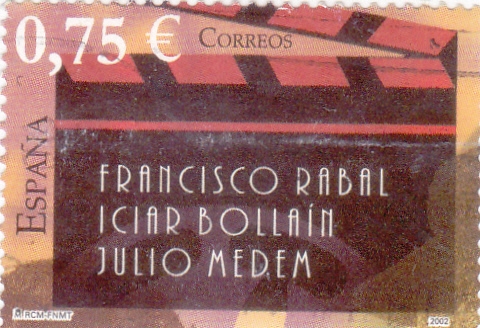 0,75 € CORREOS
ESPAÑA
FRANCISCO RABAL
ICIAR BOLLAÍN
JULIO MEDEM
RCM-FNMT
2002